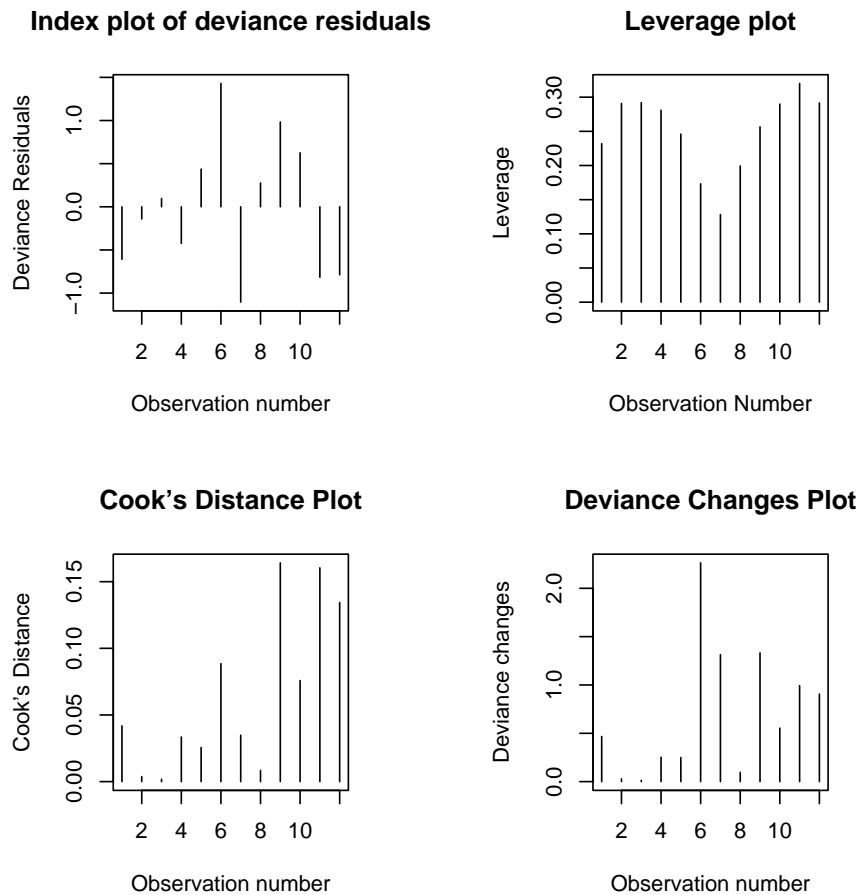 Index plot of deviance residuals
Deviance Residuals
1.0
0.0
−1.0
2 4 6 8 10
Observation number
Leverage plot
Leverage
0.30
0.20
0.10
0.00
2 4 6 8 10
Observation Number
Cook's Distance Plot
Cook's Distance
0.15
0.10
0.05
0.00
2 4 6 8 10
Observation number
Deviance Changes Plot
Deviance changes
2.0
1.0
0.0
2 4 6 8 10
Observation number